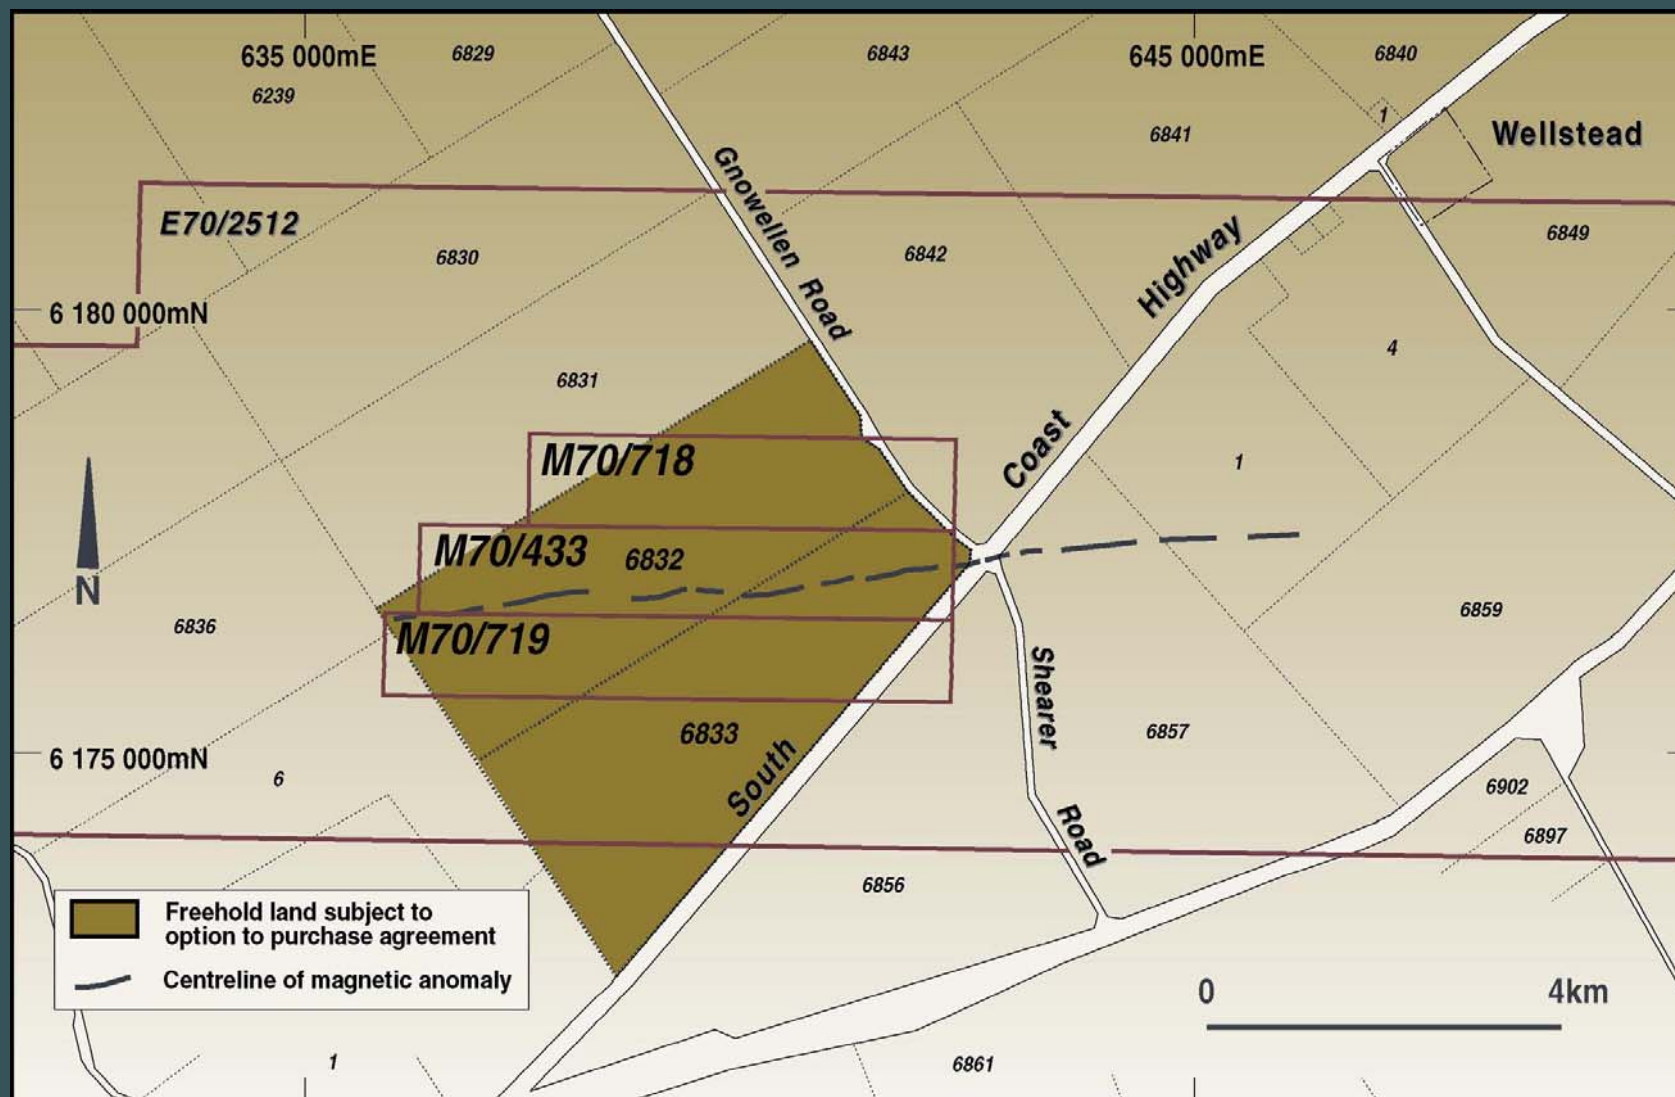 635 000mE
6829
6843
645 000mE
6840
6239
1
6841
Wellstead
Gnowellen Road
E70/2512
6830
6842
Highway
6849
6 180 000mN
6831
4
M70/718
Coast
1
M70/433
6832
N
6836
M70/719
6859
Shearer
6833
6857
6 175 000mN
6
South
6902
Road
6897
6856
Freehold land subject to
option to purchase agreement
Centreline of magnetic anomaly
0
4km
1
6861